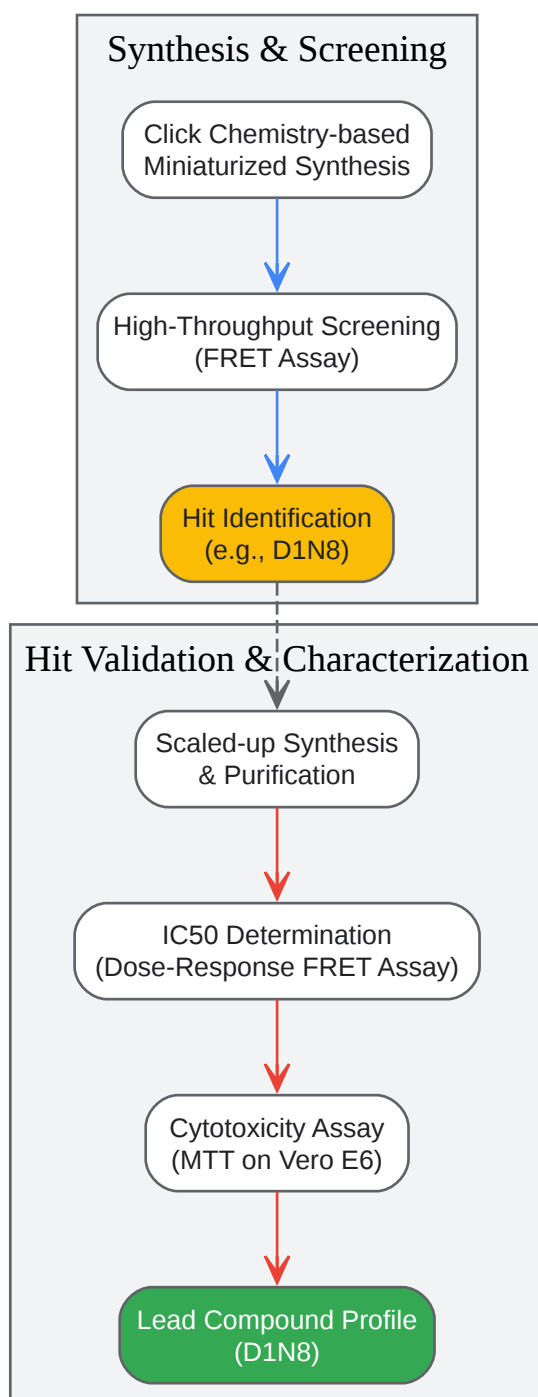 Synthesis & Screening
Click Chemistry-based
Miniaturized Synthesis
High-Throughput Screening
(FRET Assay)
Hit Identification
(e.g., D1N8)
Hit Validation & Characterization
Scaled-up Synthesis
& Purification
IC50 Determination
(Dose-Response FRET Assay)
Cytotoxicity Assay
(MTT on Vero E6)
Lead Compound Profile
(D1N8)